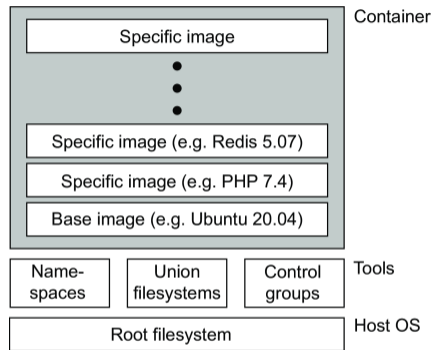 Container
Specific image
Specific image (e.g. Redis 5.07)
Specific image (e.g. PHP 7.4)
Base image (e.g. Ubuntu 20.04)
Name-
spaces
Union
filesystems
Control
groups
Tools
Root filesystem
Host OS